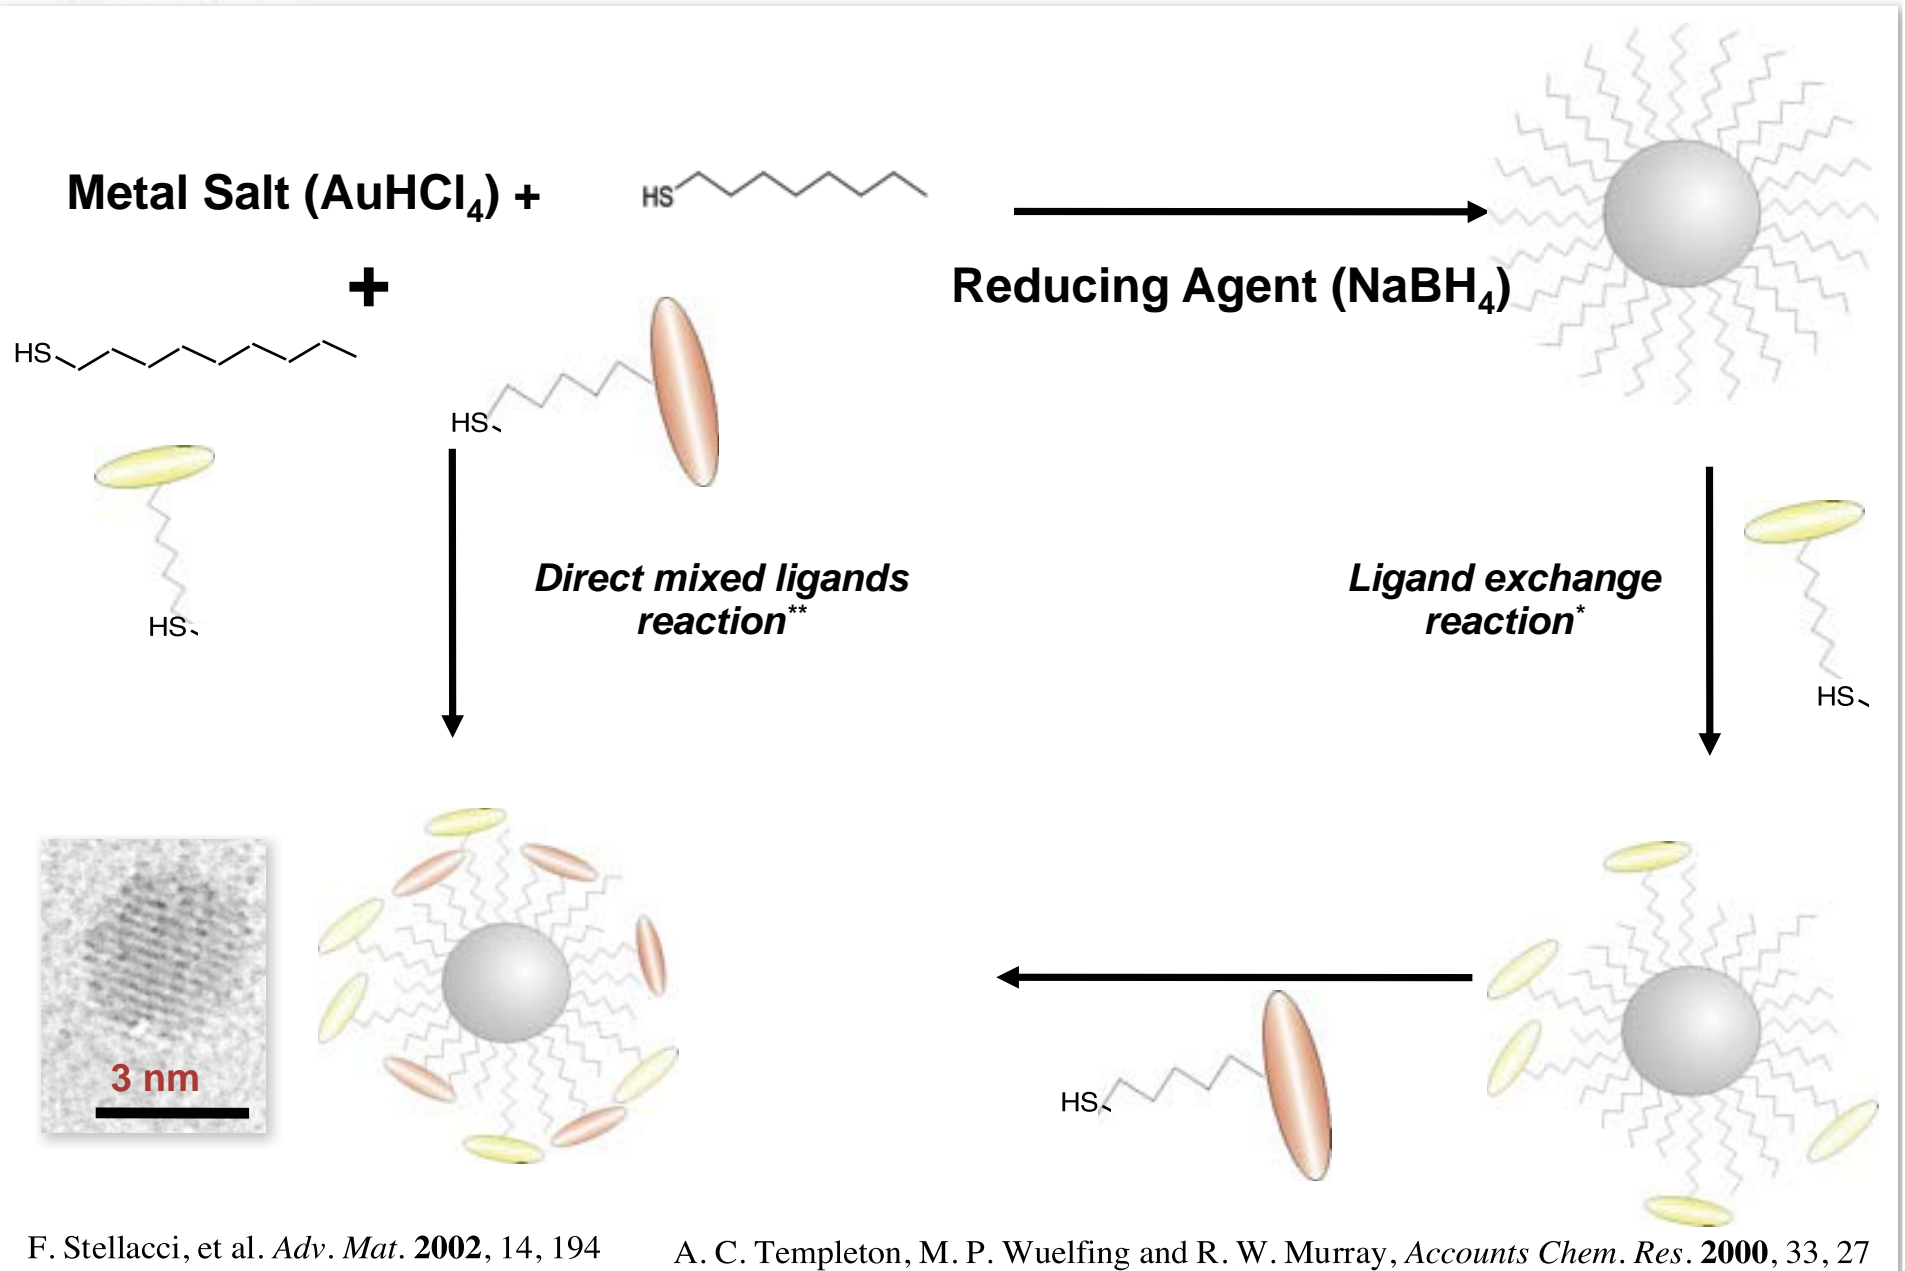 Metal Salt (AuHCl4) +
HS
+
Reducing Agent (NaBH4)
HS
HS
HS
Direct mixed ligands
reaction**
Ligand exchange
reaction*
HS
3 nm
HS
F. Stellacci, et al. Adv. Mat. 2002, 14, 194
A. C. Templeton, M. P. Wuelfing and R. W. Murray, Accounts Chem. Res. 2000, 33, 27